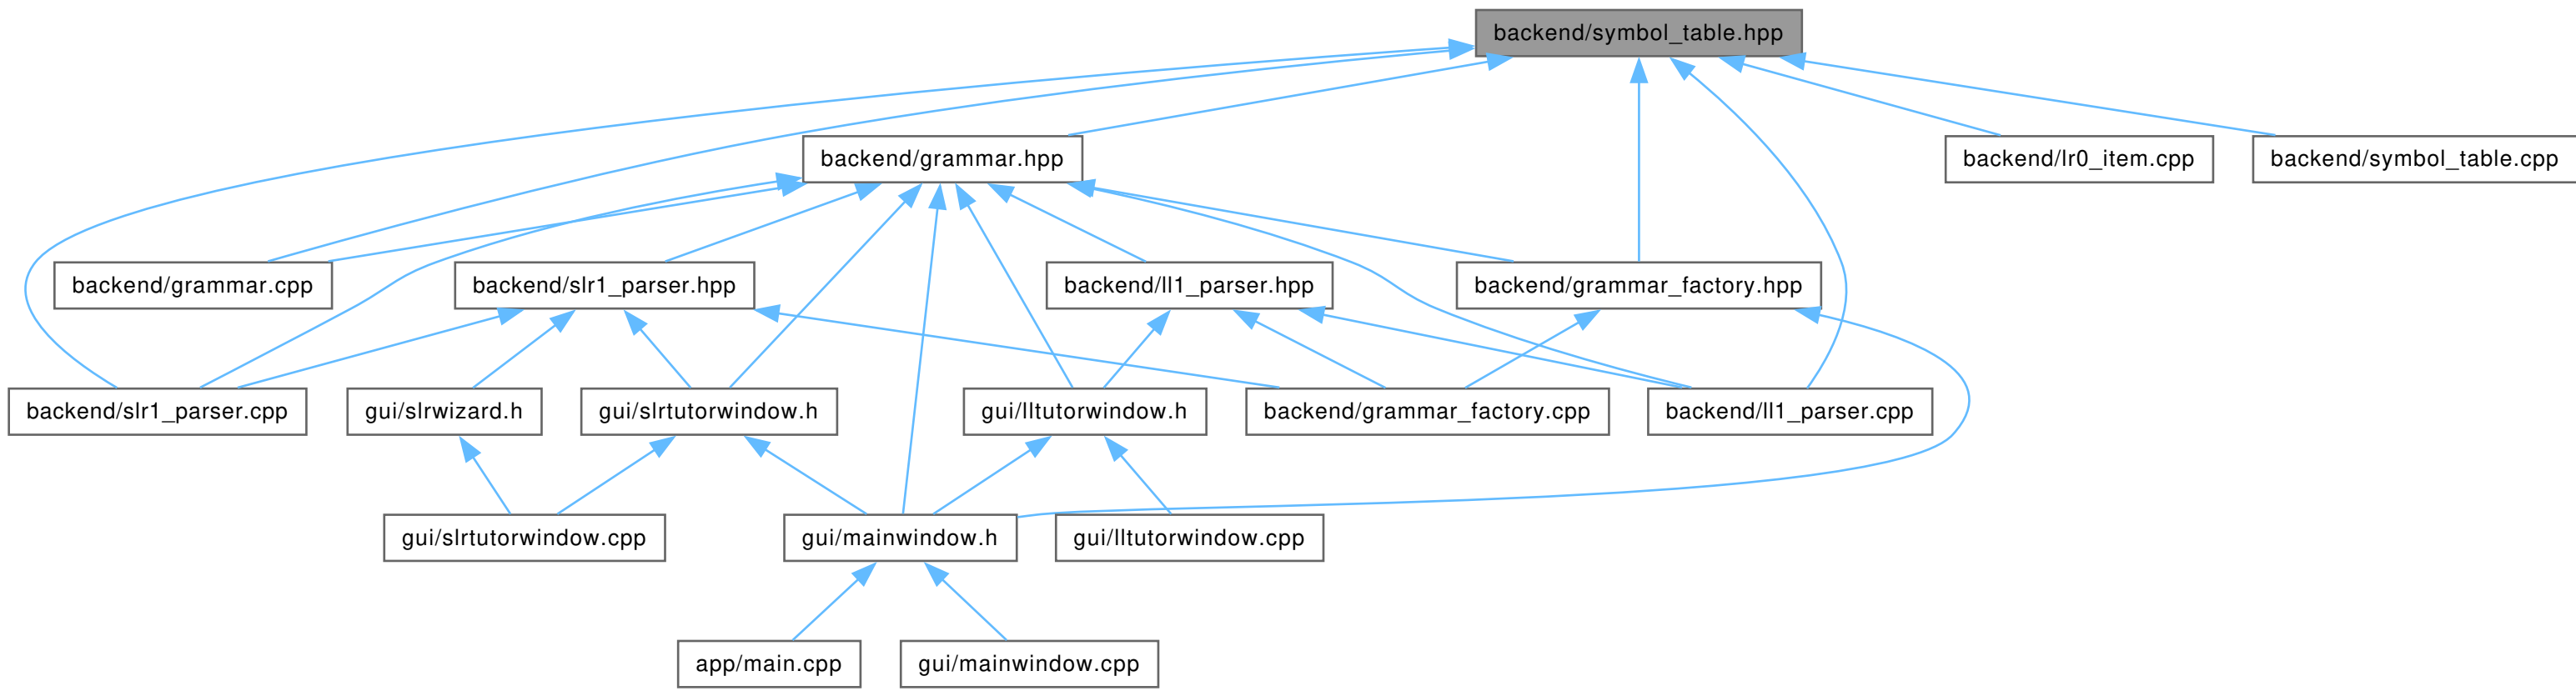 backend/symbol_table.hpp
backend/grammar.hpp
backend/lr0_item.cpp
backend/symbol_table.cpp
backend/grammar.cpp
backend/slr1_parser.hpp
backend/ll1_parser.hpp
backend/grammar_factory.hpp
backend/slr1_parser.cpp
gui/slrwizard.h
gui/slrtutorwindow.h
gui/lltutorwindow.h
backend/grammar_factory.cpp
backend/ll1_parser.cpp
gui/slrtutorwindow.cpp
gui/mainwindow.h
gui/lltutorwindow.cpp
app/main.cpp
gui/mainwindow.cpp